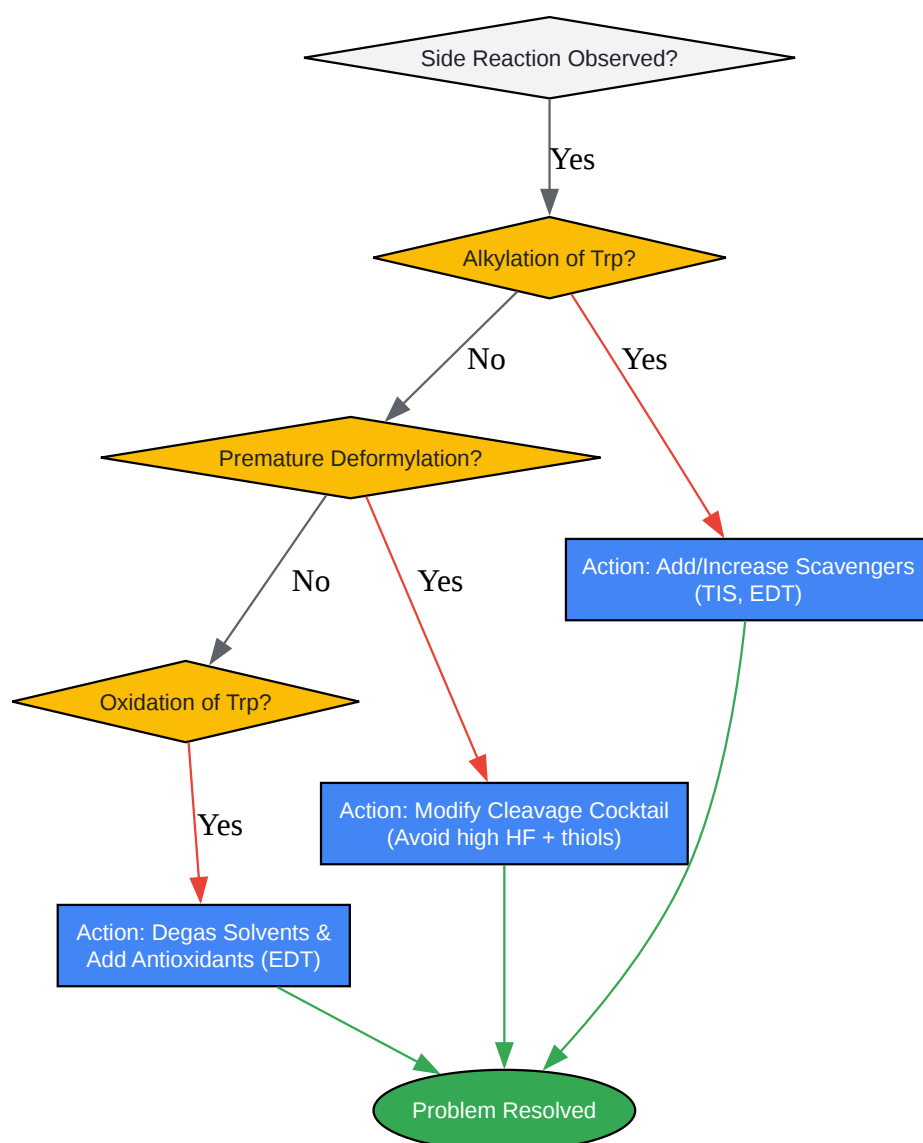 Side Reaction Observed?
Yes
Alkylation of Trp?
No
Yes
Premature Deformylation?
Action: Add/Increase Scavengers
(TIS, EDT)
No
Yes
Oxidation of Trp?
Action: Modify Cleavage Cocktail
(Avoid high HF + thiols)
Yes
Action: Degas Solvents &
Add Antioxidants (EDT)
Problem Resolved